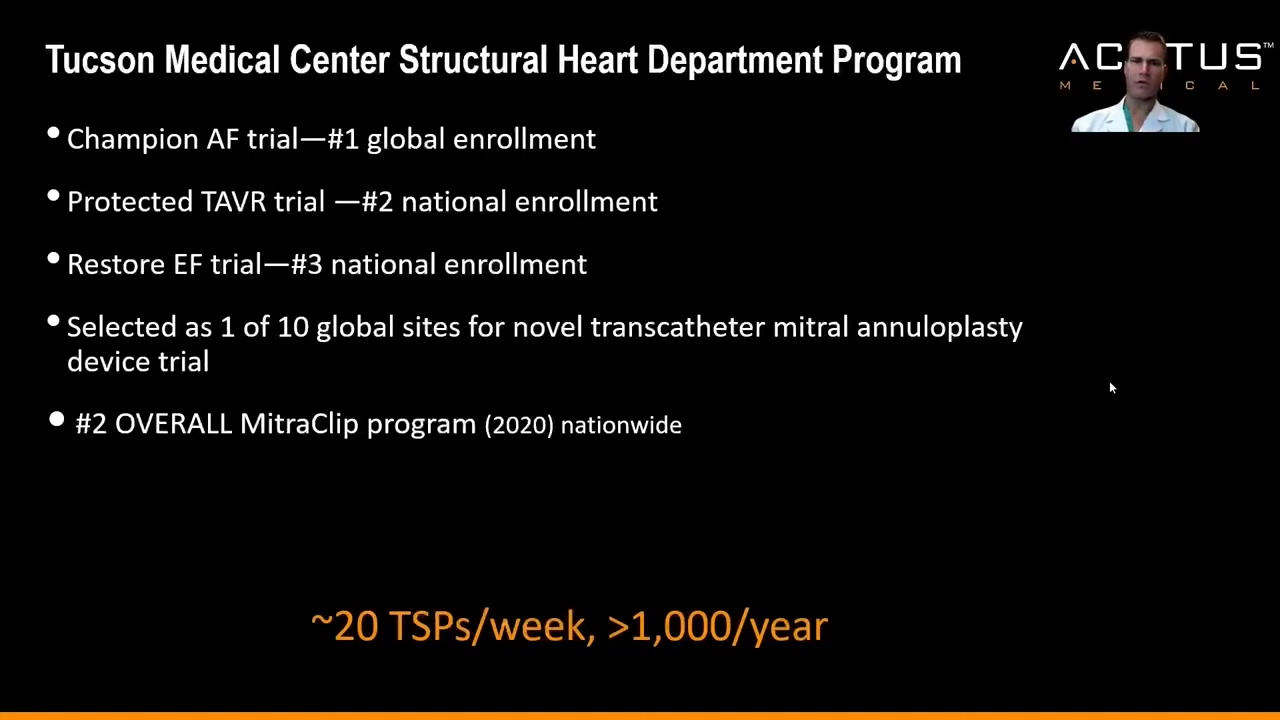 Tucson Medical Center Structural Heart Department Program
AC TUS™
M E I C A L
• Champion AF trial—#1 global enrollment
• Protected TAVR trial —#2 national enrollment
• Restore EF trial—#3 national enrollment
• Selected as 1 of 10 global sites for novel transcatheter mitral annuloplasty
device trial
• #2 OVERALL MitraClip program (2020) nationwide
~20 TSPs/week, >1,000/year